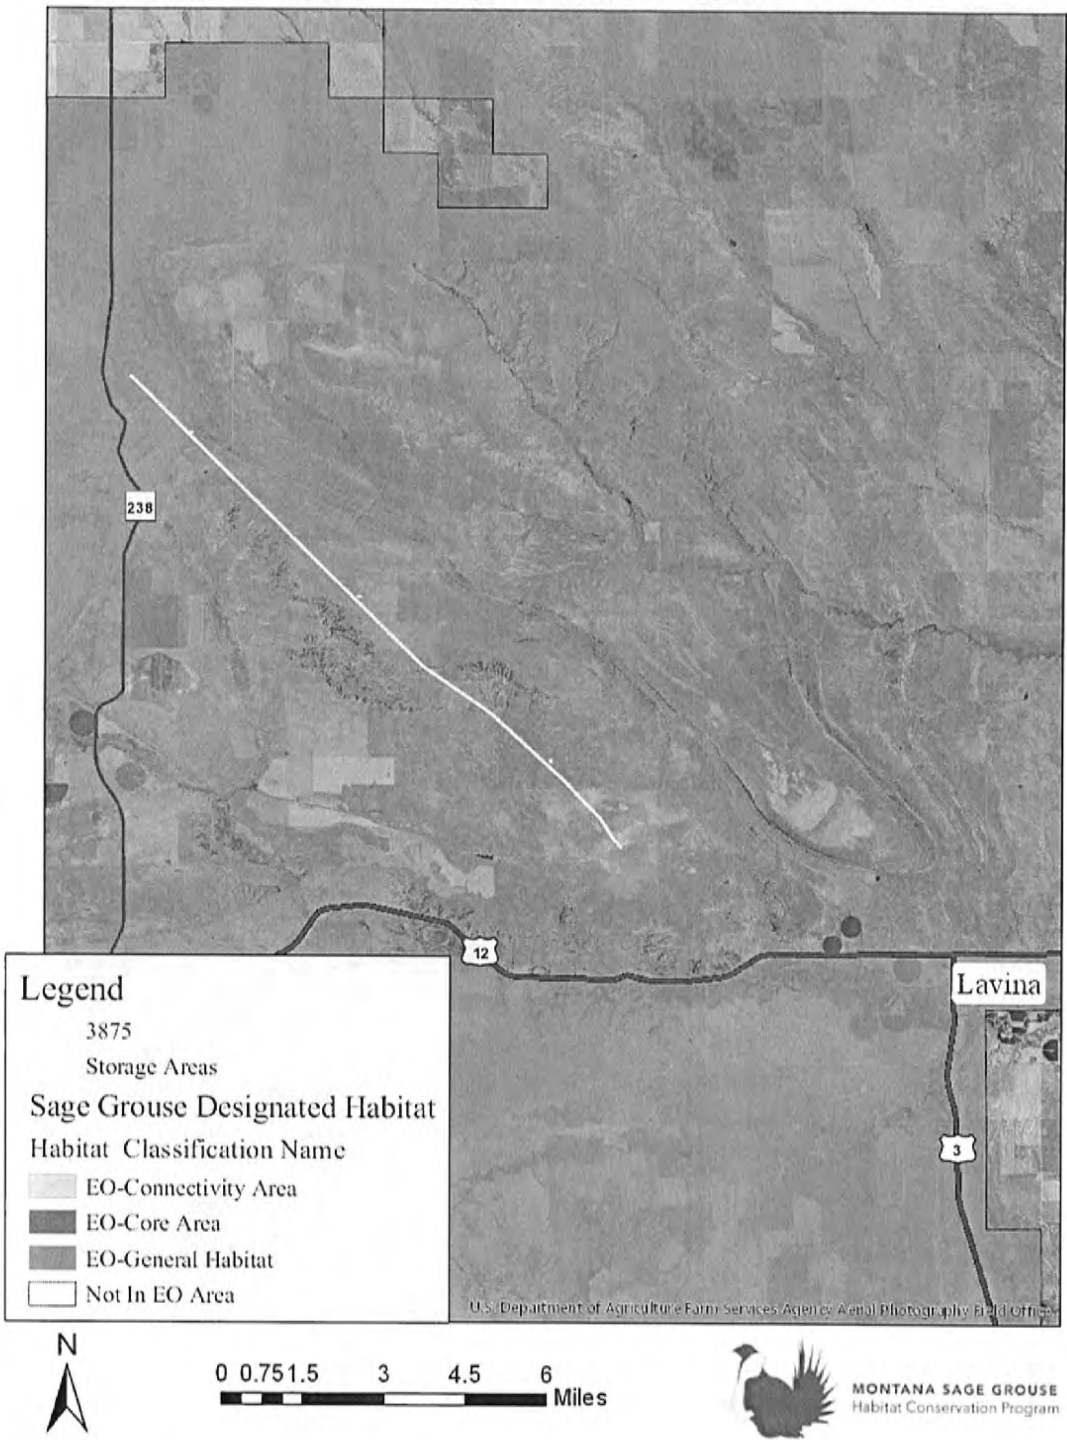 238
12
Lavina
3
Legend
3875
Storage Areas
Sage Grouse Designated Habitat
Habitat Classification Name
EO-Connectivity Area
EO-Core Area
EO-General Habitat
Not In EO Area
U.S. Department of Agriculture Farm Services Agency Aerial Photography Field Office
N
0 0.75 1.5 3 4.5 6
Miles
MONTANA SAGE GROUSE
Habitat Conservation Program